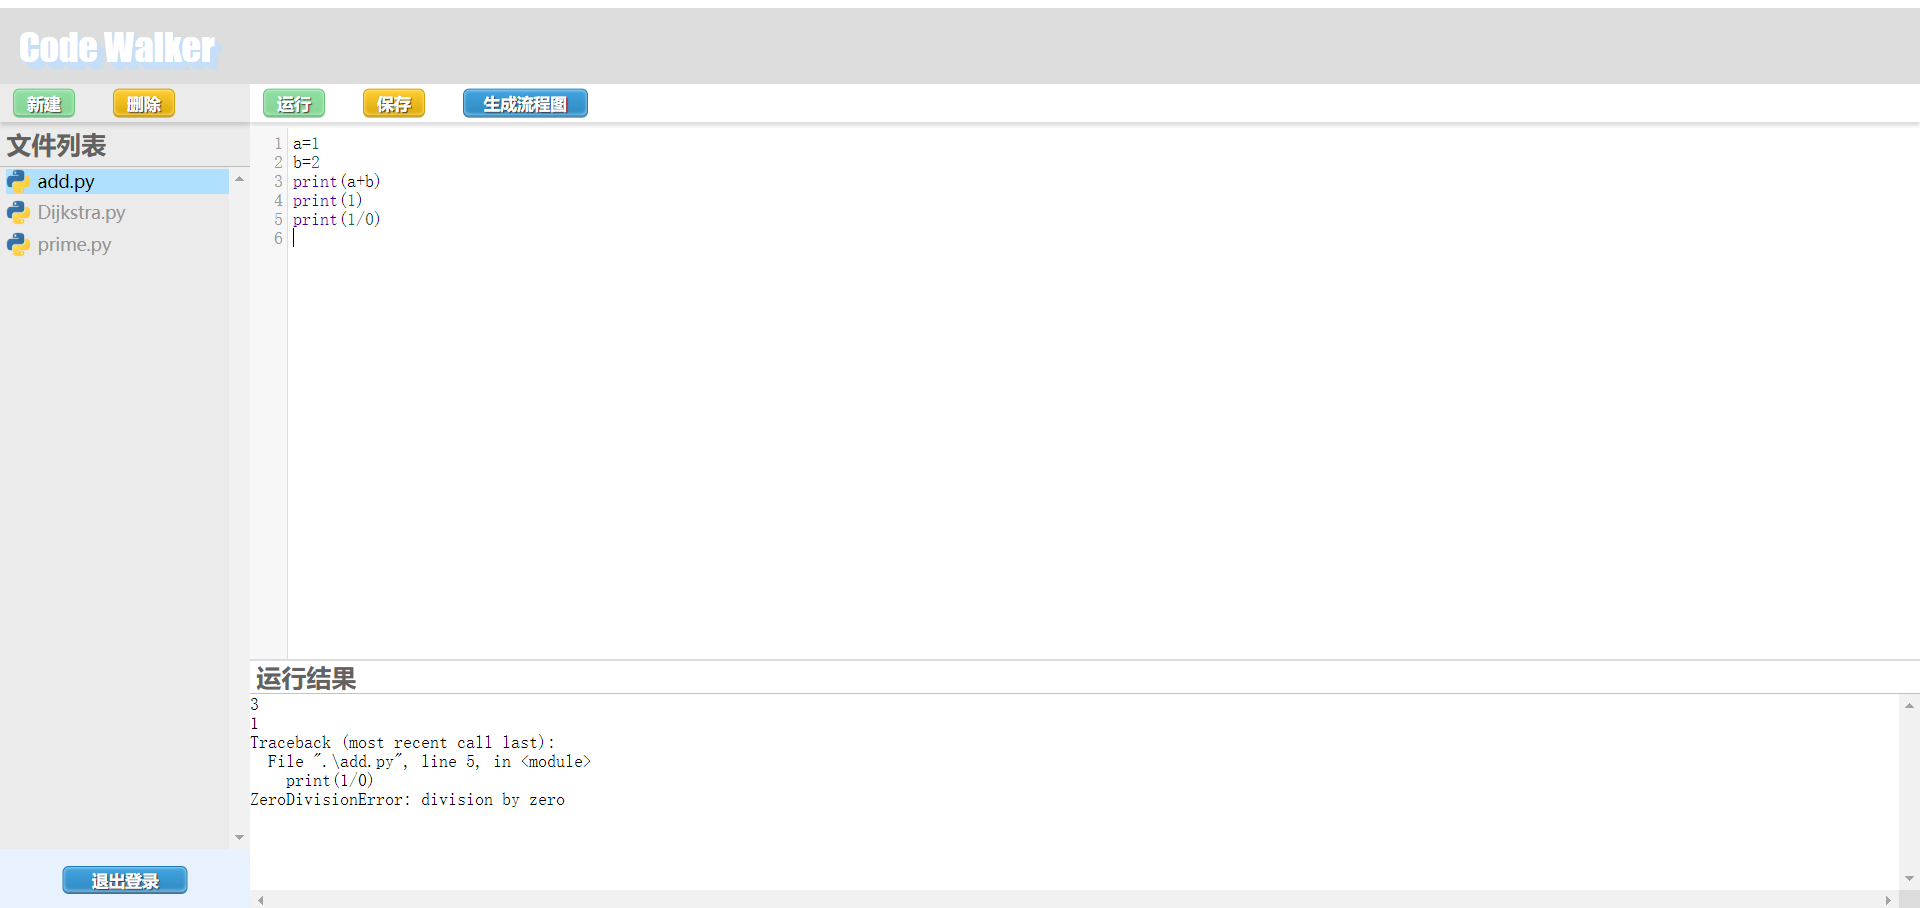 Code Walker
新建 删除 运行 保存 生成流程图
文件列表
add.py
Dijkstra.py
prime.py
1 a=1
2 b=2
3 print(a+b)
4 print(1)
5 print(1/0)
6
运行结果
3
1
Traceback (most recent call last):
  File ".\add.py", line 5, in <module>
    print(1/0)
ZeroDivisionError: division by zero
退出登录